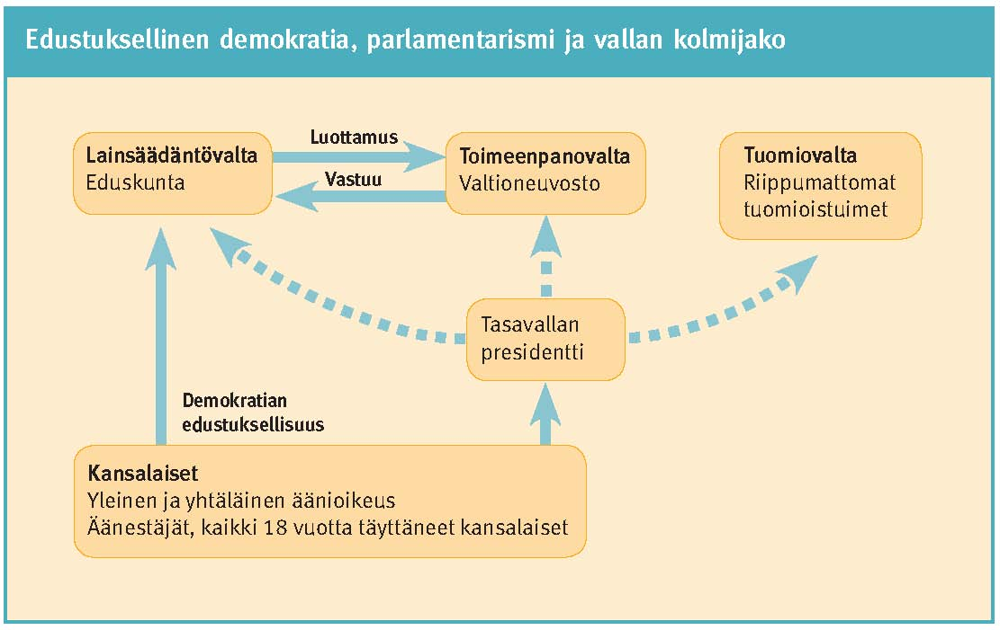 Edustuksellinen demokratia, parlamentarismi ja vallan kolmijako
Lainsäädäntövalta
Eduskunta
Luottamus
Vastuu
Toimeenpanovalta
Valtioneuvosto
Tuomiovalta
Riippumattomat
tuomioistuimet
Tasavallan
presidentti
Demokratian
edustuksellisuus
Kansalaiset
Yleinen ja yhtäläinen äänioikeus
Äänestäjät, kaikki 18 vuotta täyttäneet kansalaiset